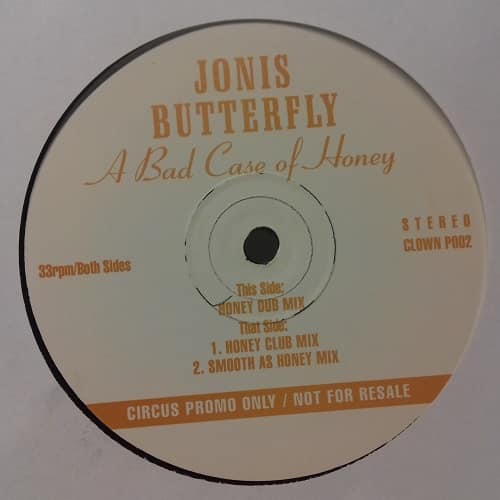 JONIS
BUTTERFLY
A Bad Case of Honey
STEREO
CLOWN P002
33rpm/Both Sides
This Side:
HONEY DUB MIX
That Side:
1. HONEY CLUB MIX
2. SMOOTH AS HONEY MIX
CIRCUS PROMO ONLY / NOT FOR RESALE